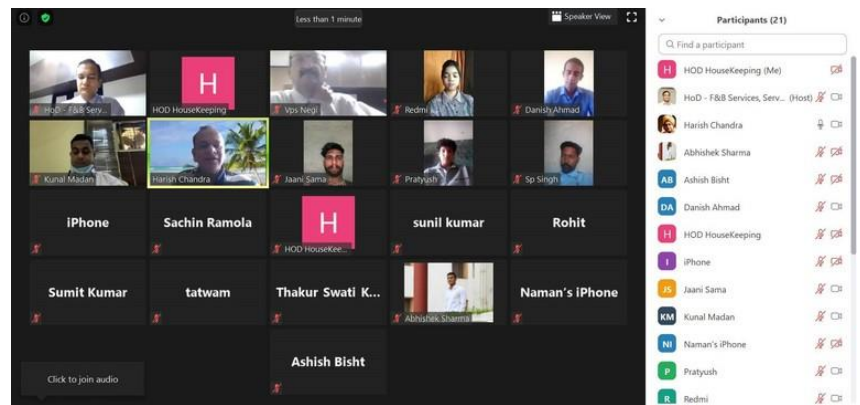 Less than 1 minute
Speaker View
HoD - F&B Serv...
HOD HouseKeeping
H
Vps Negi
Redmi
Danish Ahmad
Kunal Madan
Harish Chandra
Jaani Sama
Pratyush
Sp Singh
iPhone
Sachin Ramola
H
HOD HouseKee...
sunil kumar
Rohit
Sumit Kumar
tatwam
Thakur Swati K...
Abhishek Sharma
Naman's iPhone
Ashish Bisht
Click to join audio
Participants (21)
Find a participant
H HOD HouseKeeping (Me)
HoD - F&B Services, Serv... (Host)
Harish Chandra
Abhishek Sharma
AB Ashish Bisht
DA Danish Ahmad
H HOD HouseKeeping
I iPhone
JS Jaani Sama
KM Kunal Madan
NI Naman's iPhone
P Pratyush
R Redmi